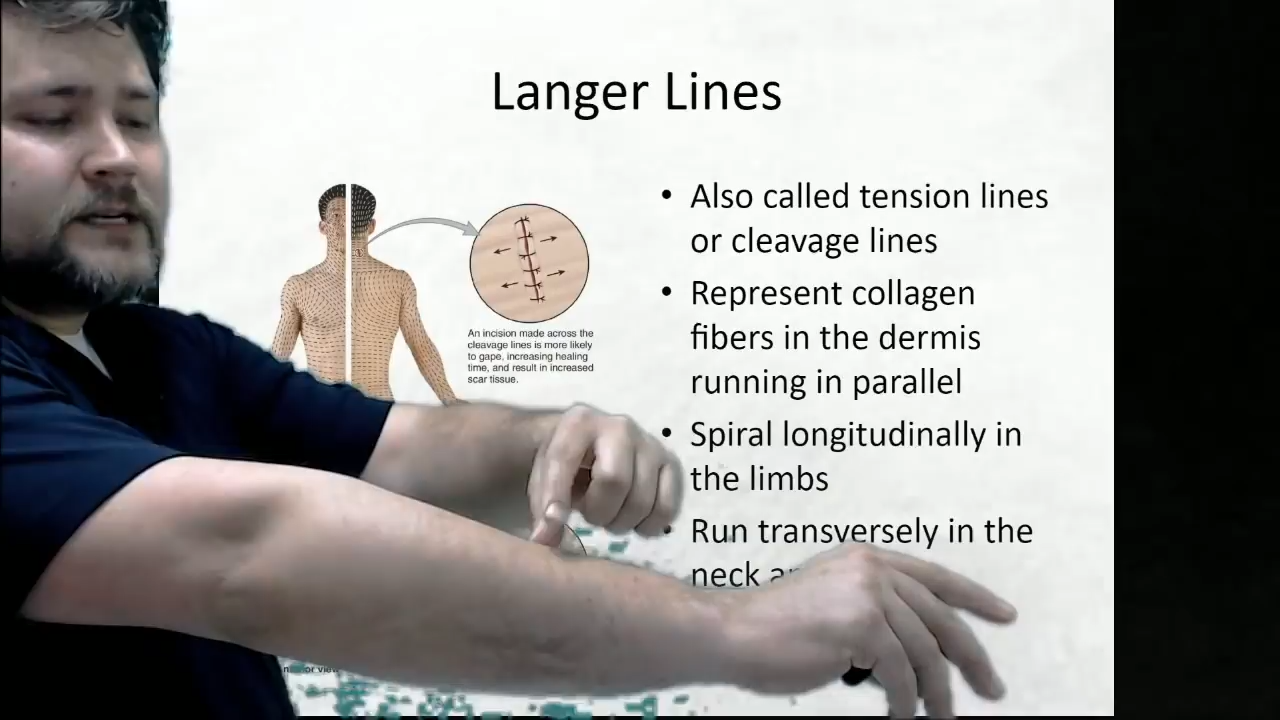 Langer Lines
• Also called tension lines
or cleavage lines
• Represent collagen
fibers in the dermis
running in parallel
• Spiral longitudinally in
the limbs
• Run transversely in the
neck
An incision made across the
cleavage lines is more likely
to gape, increasing healing
time, and result in increased
scar tissue.